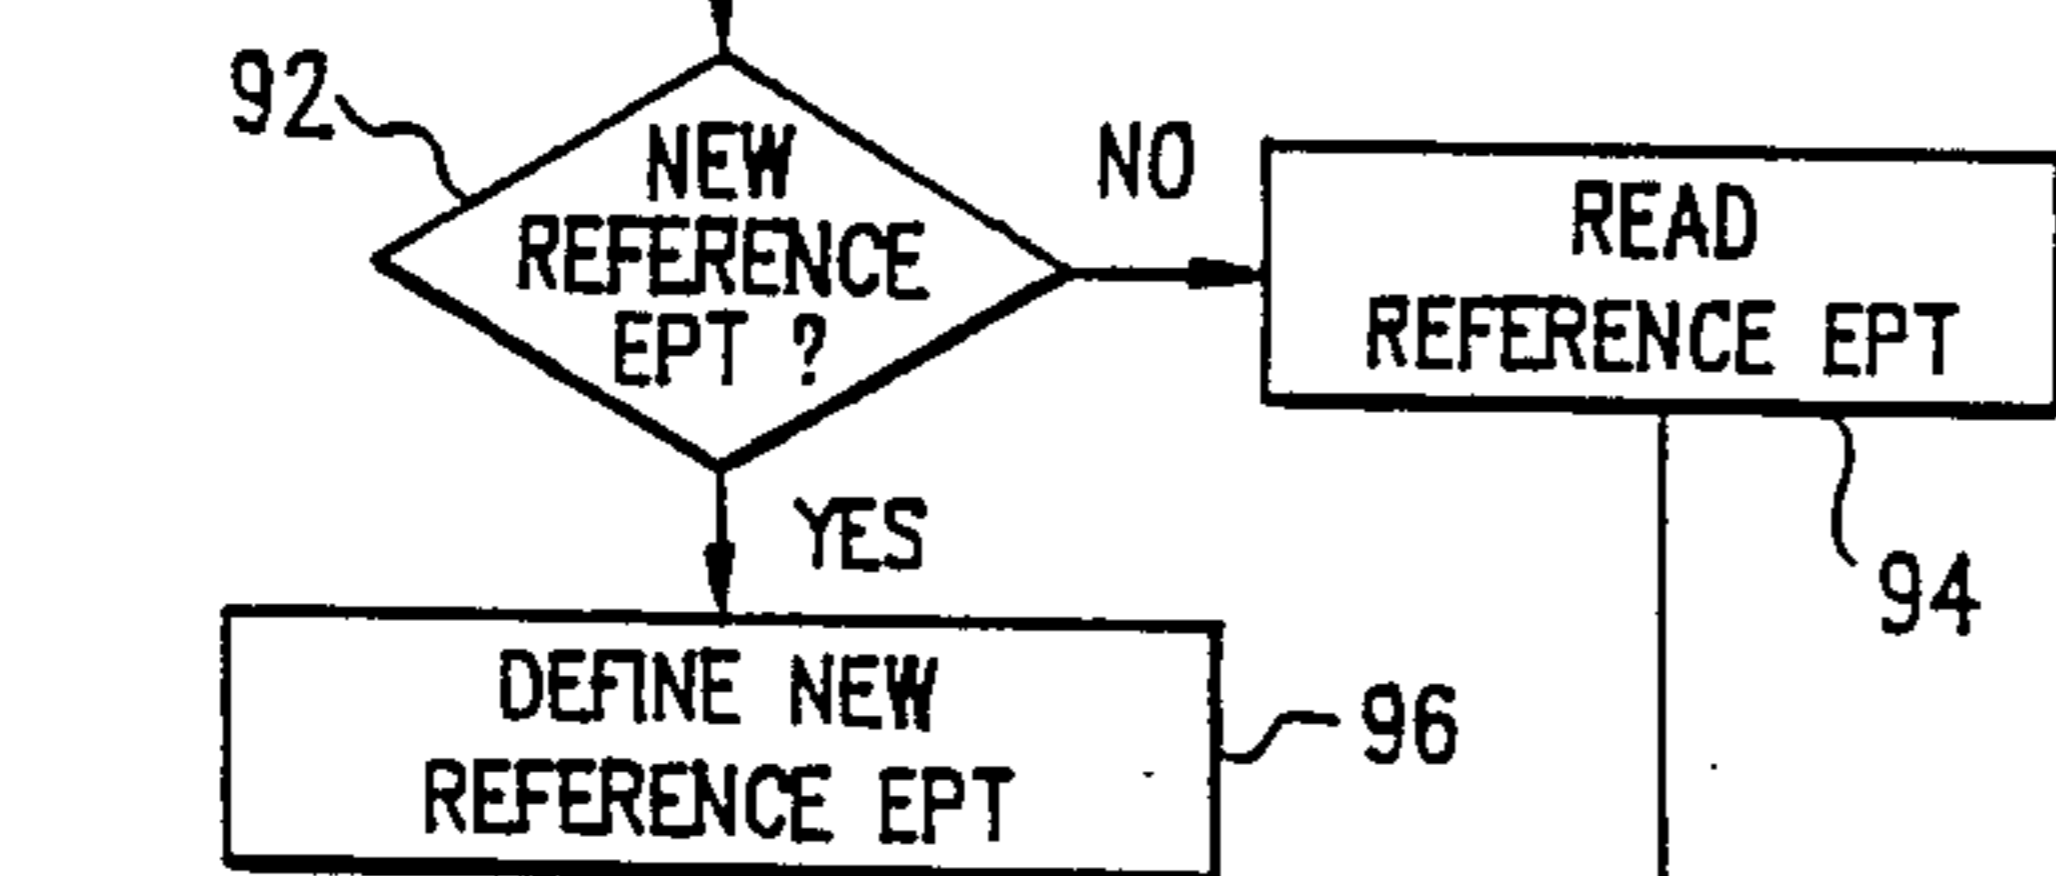 92
NEW
REFERENCE
EPT ?
NO
READ
REFERENCE EPT
94
YES
DEFINE NEW
REFERENCE EPT
96